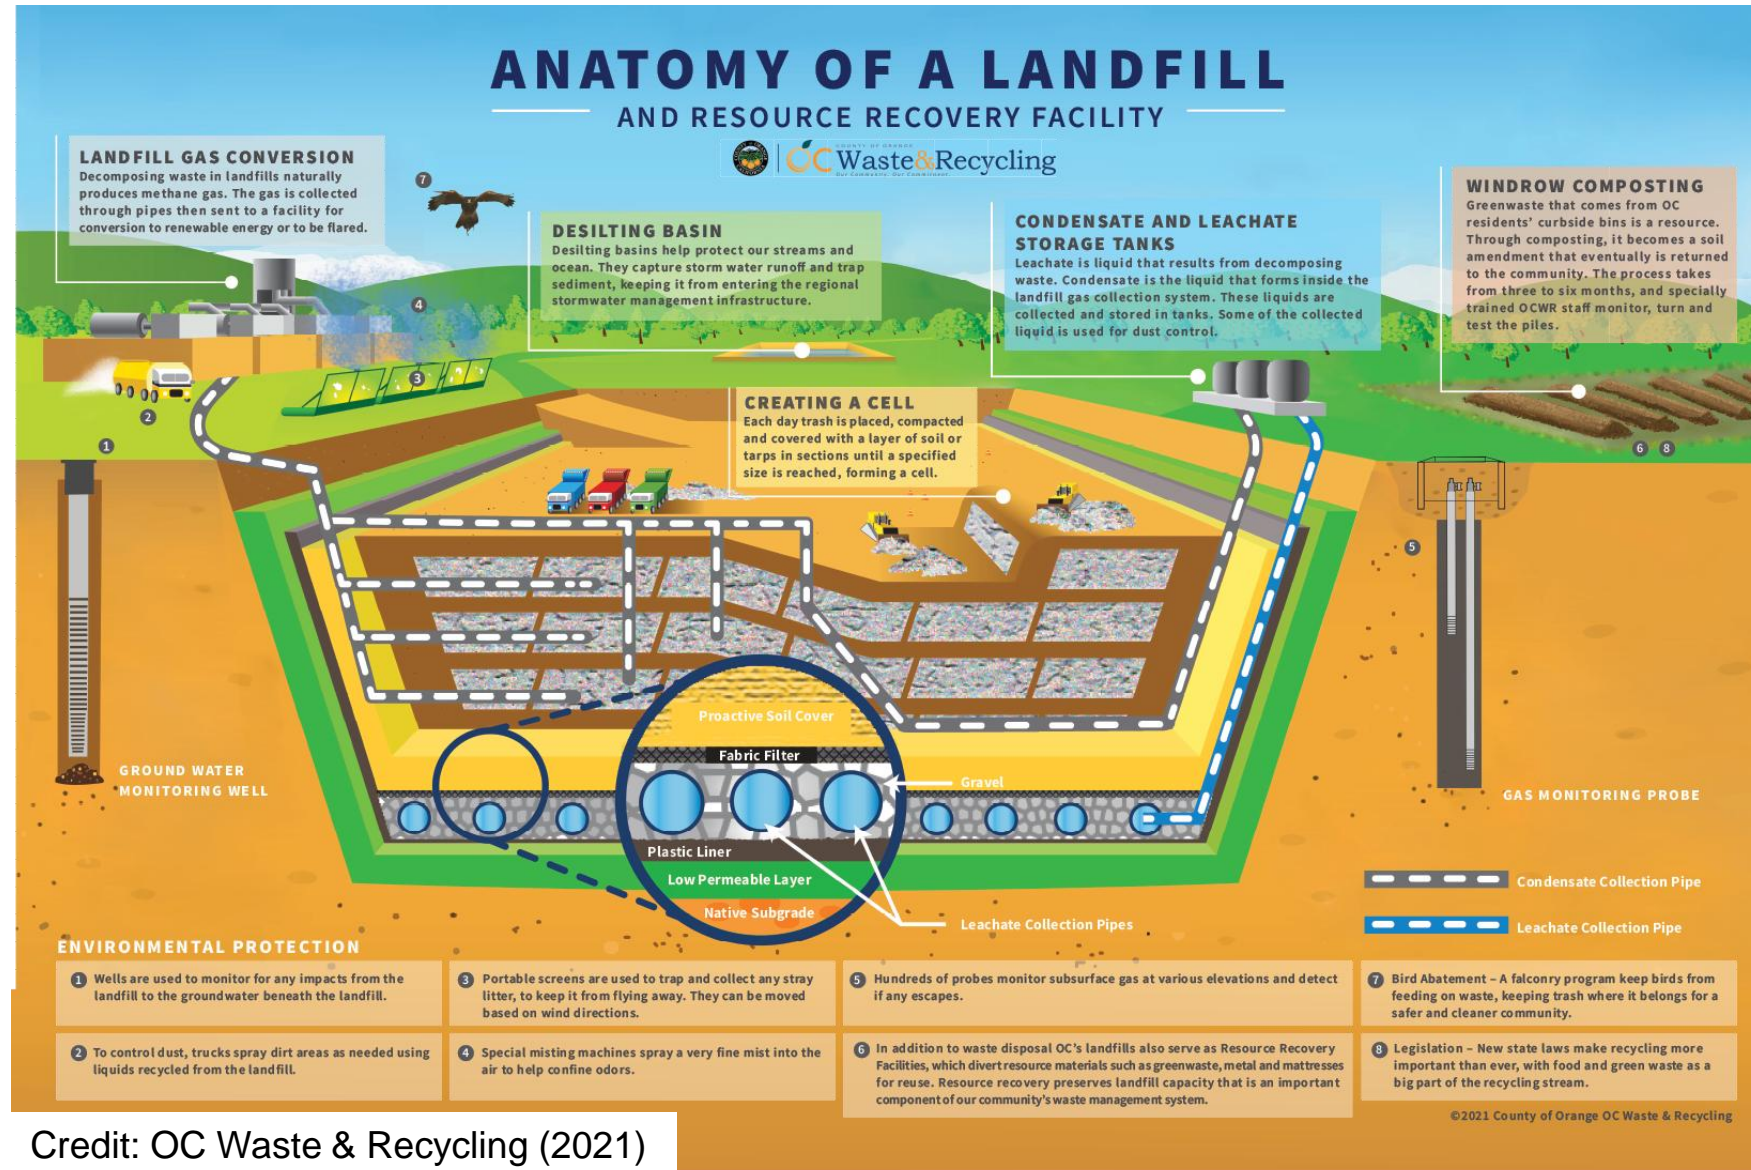 ANATOMY OF A LANDFILL
AND RESOURCE RECOVERY FACILITY
COUNTY OF ORANGE
OC Waste&Recycling
Our Community. Our Commitment.
LANDFILL GAS CONVERSION
Decomposing waste in landfills naturally
produces methane gas. The gas is collected
through pipes then sent to a facility for
conversion to renewable energy or to be flared.
7
DESILTING BASIN
Desilting basins help protect our streams and
ocean. They capture storm water runoff and trap
sediment, keeping it from entering the regional
stormwater management infrastructure.
CONDENSATE AND LEACHATE
STORAGE TANKS
Leachate is liquid that results from decomposing
waste. Condensate is the liquid that forms inside the
landfill gas collection system. These liquids are
collected and stored in tanks. Some of the collected
liquid is used for dust control.
WINDROW COMPOSTING
Greenwaste that comes from OC
residents' curbside bins is a resource.
Through composting, it becomes a soil
amendment that eventually is returned
to the community. The process takes
from three to six months, and specially
trained OCWR staff monitor, turn and
test the piles.
4
3
2
1
CREATING A CELL
Each day trash is placed, compacted
and covered with a layer of soil or
tarps in sections until a specified
size is reached, forming a cell.
6 8
5
Proactive Soil Cover
Fabric Filter
Gravel
Plastic Liner
Low Permeable Layer
Native Subgrade
Leachate Collection Pipes
GROUND WATER
MONITORING WELL
GAS MONITORING PROBE
Condensate Collection Pipe
Leachate Collection Pipe
ENVIRONMENTAL PROTECTION
1 Wells are used to monitor for any impacts from the
landfill to the groundwater beneath the landfill.
2 To control dust, trucks spray dirt areas as needed using
liquids recycled from the landfill.
3 Portable screens are used to trap and collect any stray
litter, to keep it from flying away. They can be moved
based on wind directions.
4 Special misting machines spray a very fine mist into the
air to help confine odors.
5 Hundreds of probes monitor subsurface gas at various elevations and detect
if any escapes.
6 In addition to waste disposal OC's landfills also serve as Resource Recovery
Facilities, which divert resource materials such as greenwaste, metal and mattresses
for reuse. Resource recovery preserves landfill capacity that is an important
component of our community's waste management system.
7 Bird Abatement – A falconry program keep birds from
feeding on waste, keeping trash where it belongs for a
safer and cleaner community.
8 Legislation – New state laws make recycling more
important than ever, with food and green waste as a
big part of the recycling stream.
©2021 County of Orange OC Waste & Recycling
Credit: OC Waste & Recycling (2021)